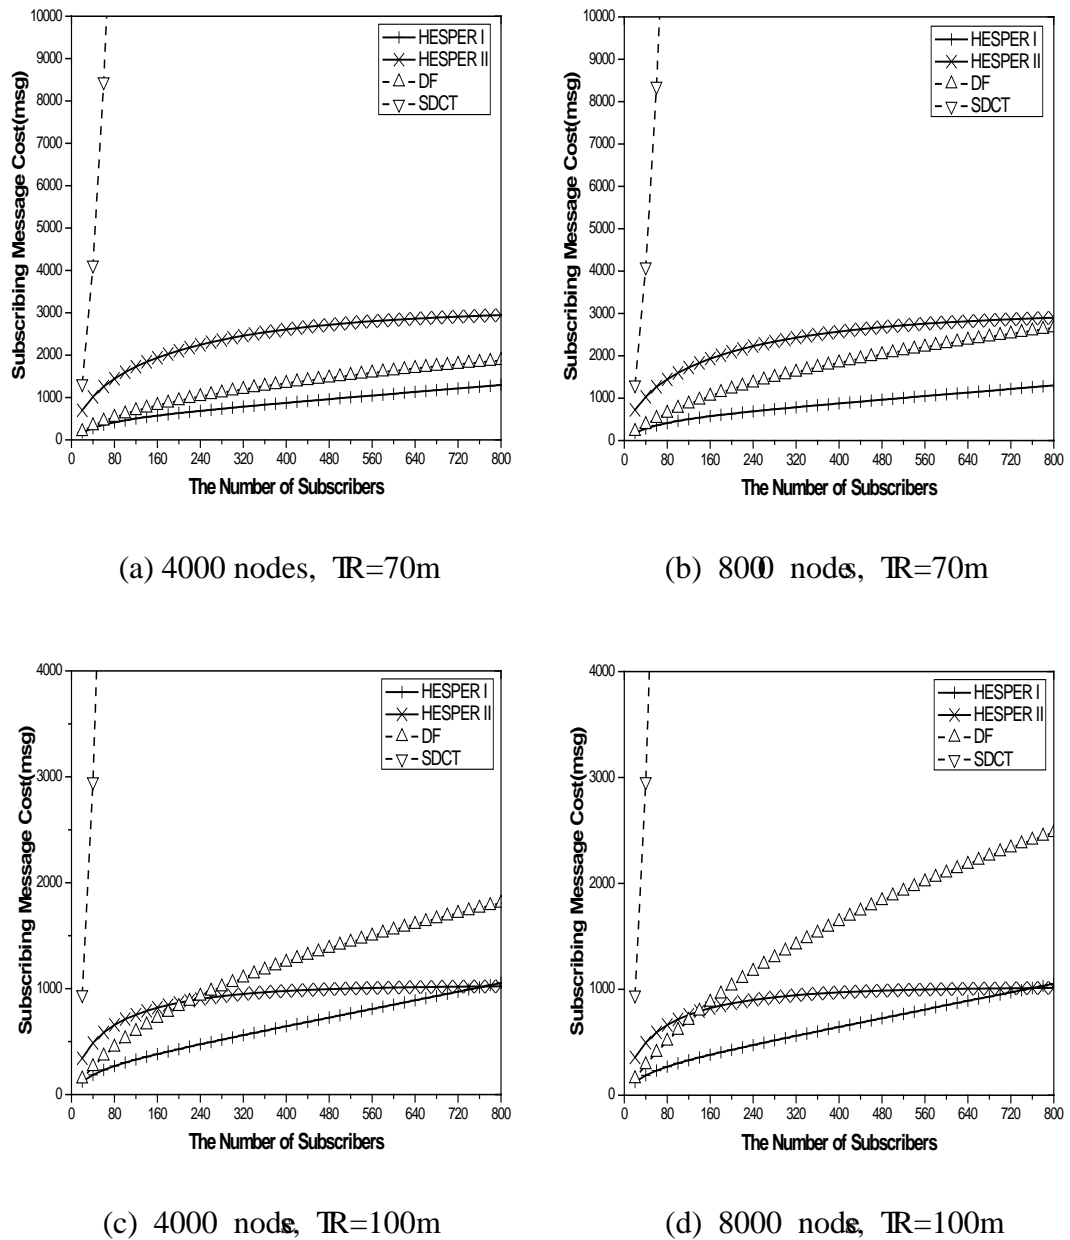 10000
9000
8000
7000
6000
5000
4000
3000
2000
1000
0
Subscribing Message Cost(msg)
HESPER I
HESPER II
DF
SDCT
0 80 160 240 320 400 480 560 640 720 800
The Number of Subscribers
(a) 4000 nodes, TR=70m
10000
9000
8000
7000
6000
5000
4000
3000
2000
1000
0
Subscribing Message Cost(msg)
HESPER I
HESPER II
DF
SDCT
0 80 160 240 320 400 480 560 640 720 800
The Number of Subscribers
(b) 8000 nodes, TR=70m
4000
3000
2000
1000
0
Subscribing Message Cost(msg)
HESPER I
HESPER II
DF
SDCT
0 80 160 240 320 400 480 560 640 720 800
The Number of Subscribers
(c) 4000 nodes, TR=100m
4000
3000
2000
1000
0
Subscribing Message Cost(msg)
HESPER I
HESPER II
DF
SDCT
0 80 160 240 320 400 480 560 640 720 800
The Number of Subscribers
(d) 8000 nodes, TR=100m